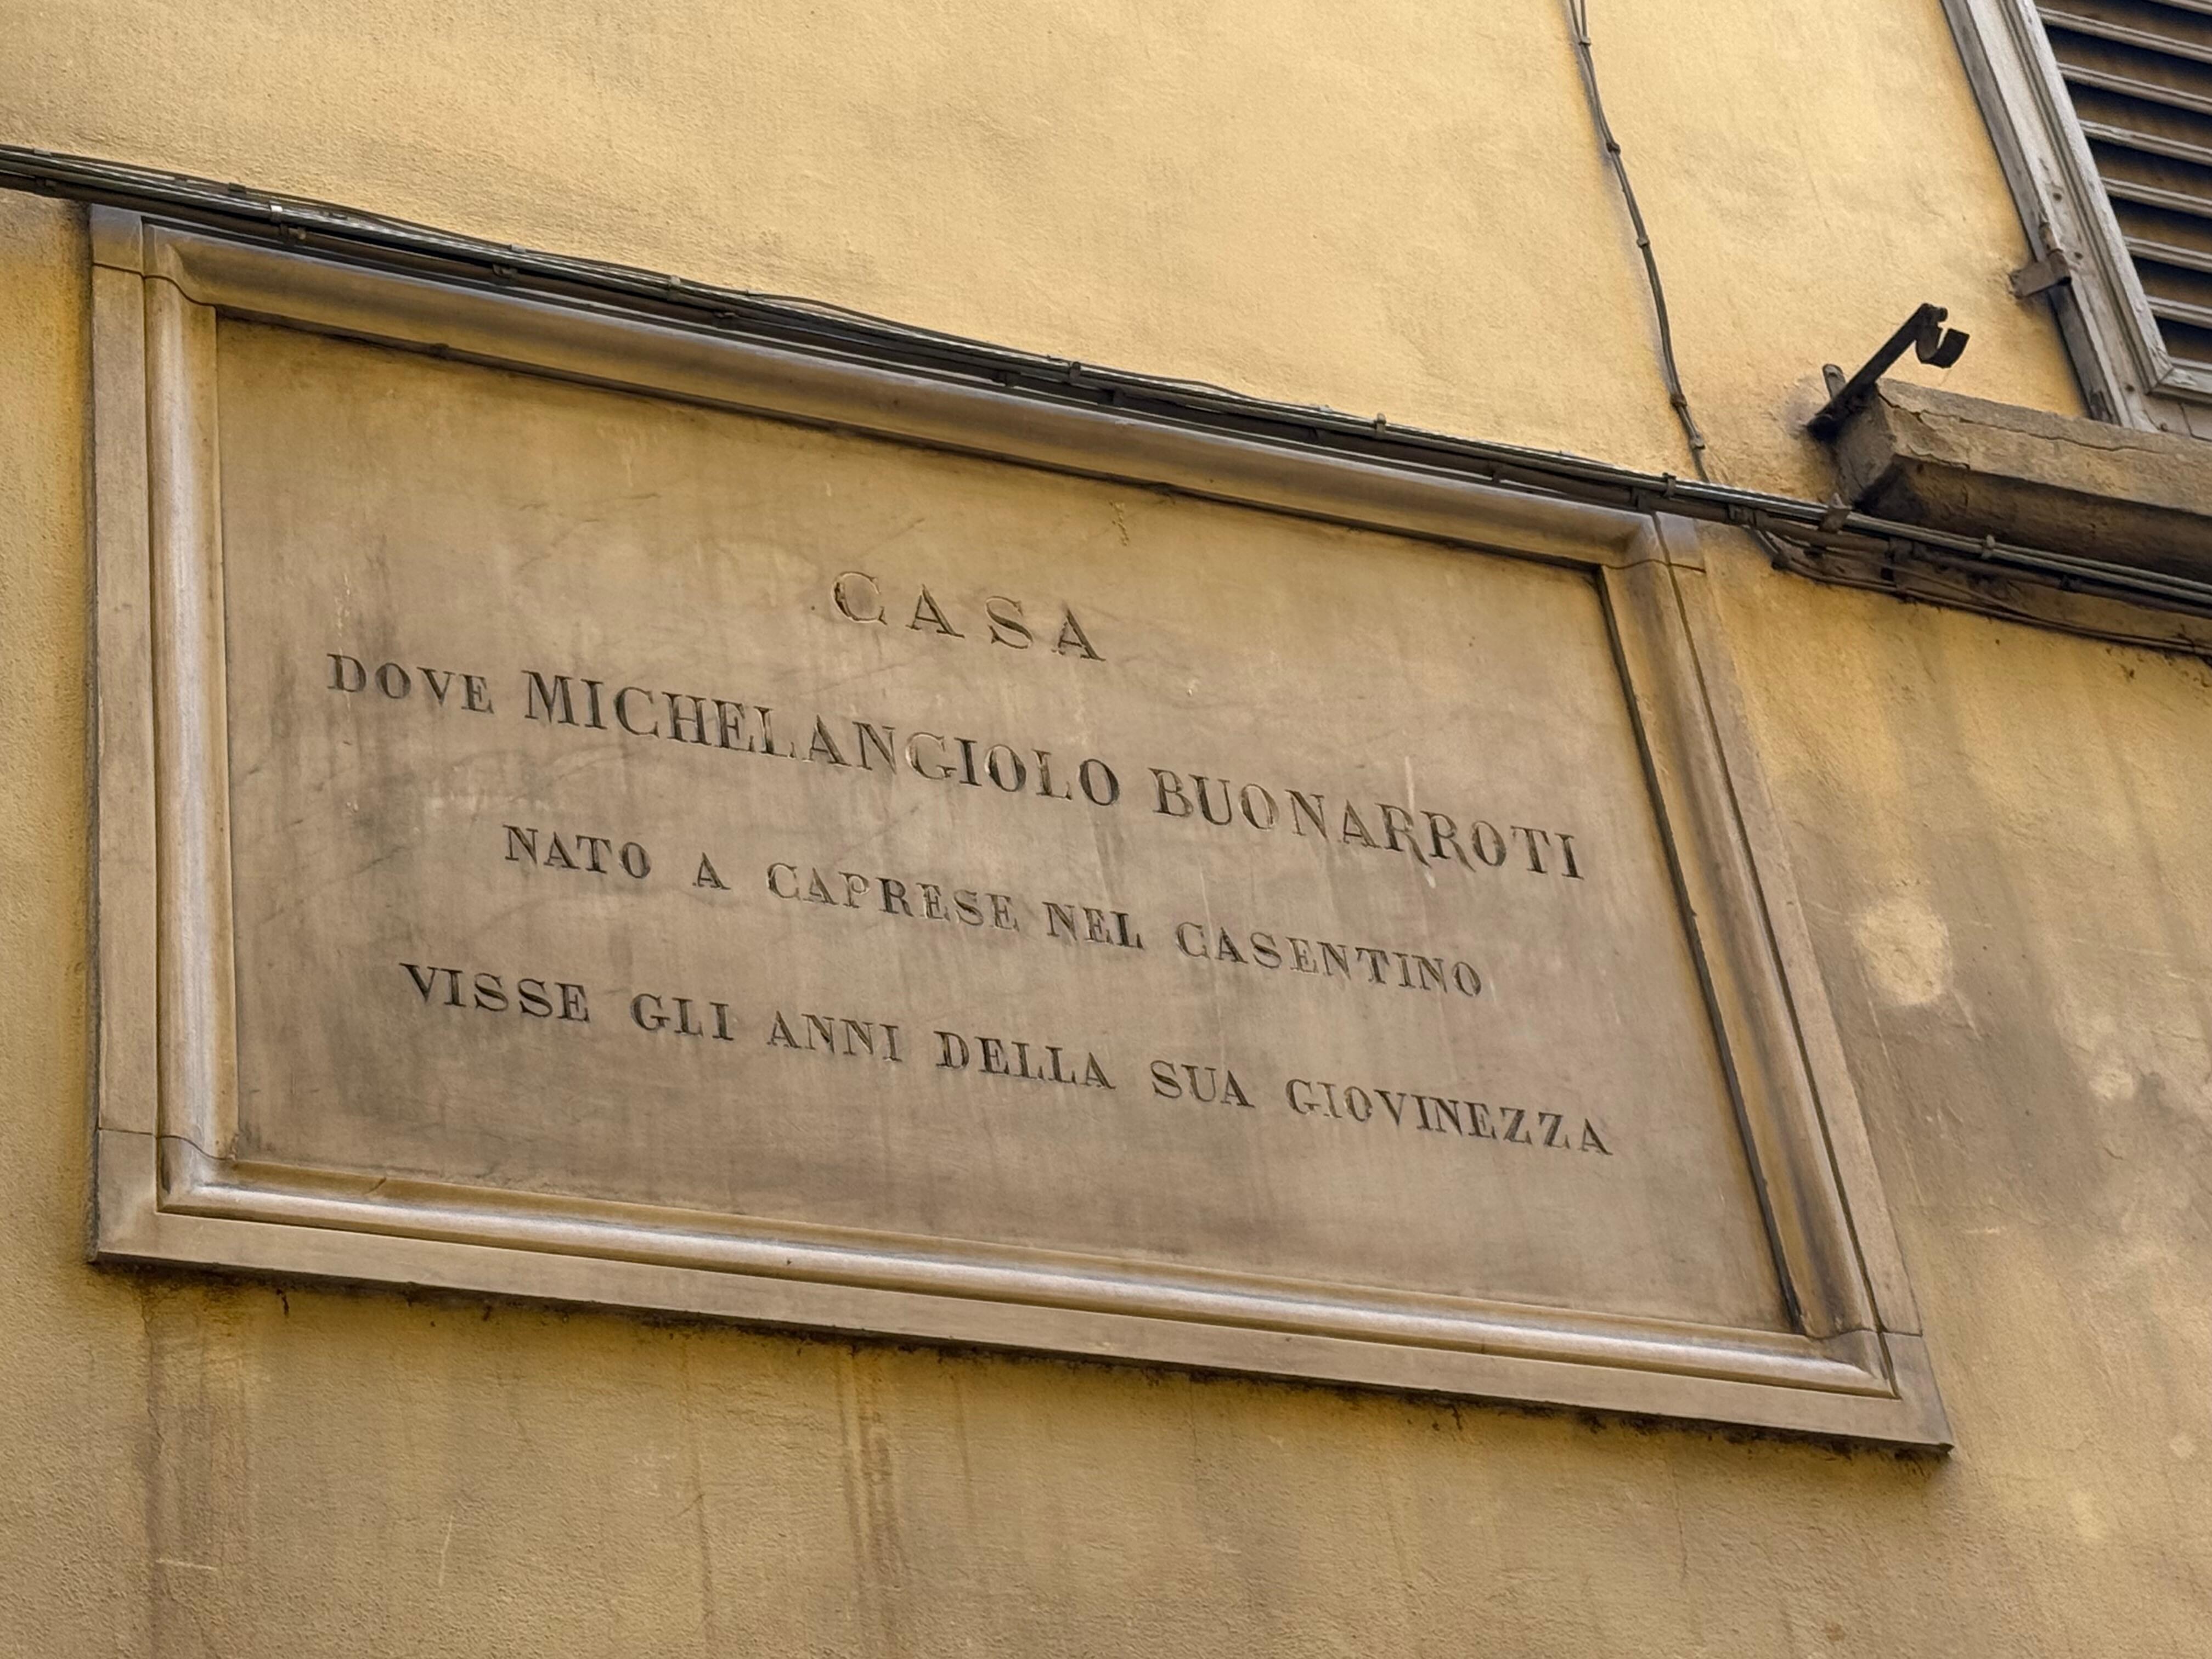 CASA
DOVE MICHELANGIOLO BUONARROTI
NATO A CAPRESE NEL CASENTINO
VISSE GLI ANNI DELLA SUA GIOVINEZZA